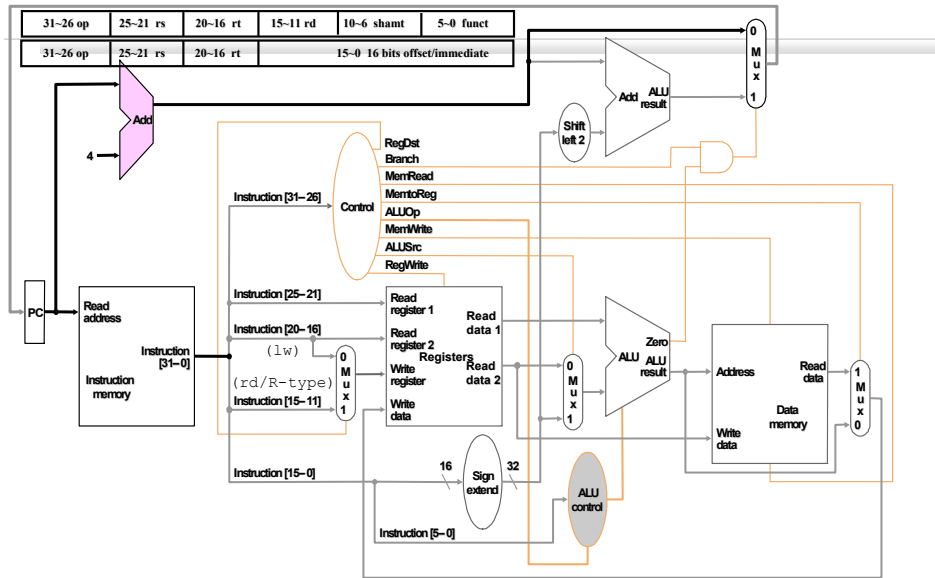 31~26 op 25~21 rs 20~16 rt 15~11 rd 10~6 shamt 5~0 funct
31~26 op 25~21 rs 20~16 rt 15~0 16 bits offset/immediate
0
M
u
x
1
Add
4
Add
ALU
result
Shift
left 2
RegDst
Branch
MemRead
MemtoReg
ALUOp
MemWrite
ALUSrc
RegWrite
Control
Instruction [31–26]
PC
Read
address
Instruction
[31–0]
Instruction
memory
Instruction [25–21]
Instruction [20–16]
(lw)
(rd/R-type)
Instruction [15–11]
0
M
u
x
1
Read
register 1
Read
register 2
Write
register
Write
data
Registers
Read
data 1
Read
data 2
0
M
u
x
1
Zero
ALU
ALU
result
Address
Read
data
Write
data
Data
memory
1
M
u
x
0
Instruction [15–0]
16
Sign
extend
32
ALU
control
Instruction [5–0]